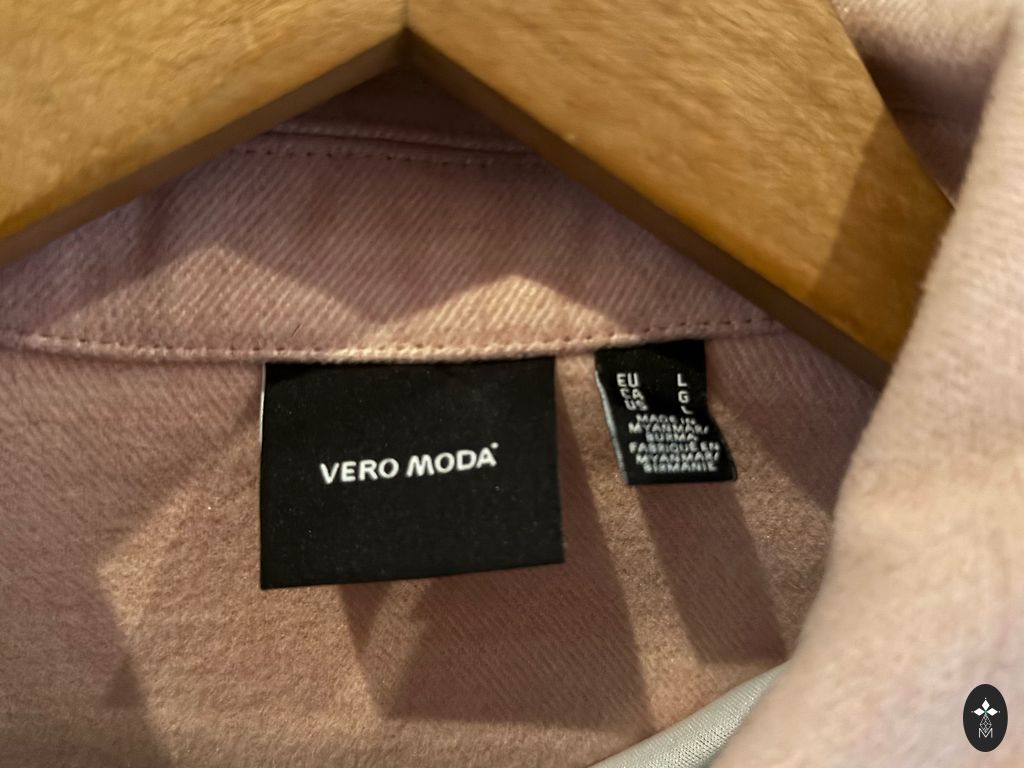 VERO MODA
EU L
CA G
US L
MADE IN
MYANMAR/
BURMA
FABRIQUÉ EN
MYANMAR/
BIRMANIE
M